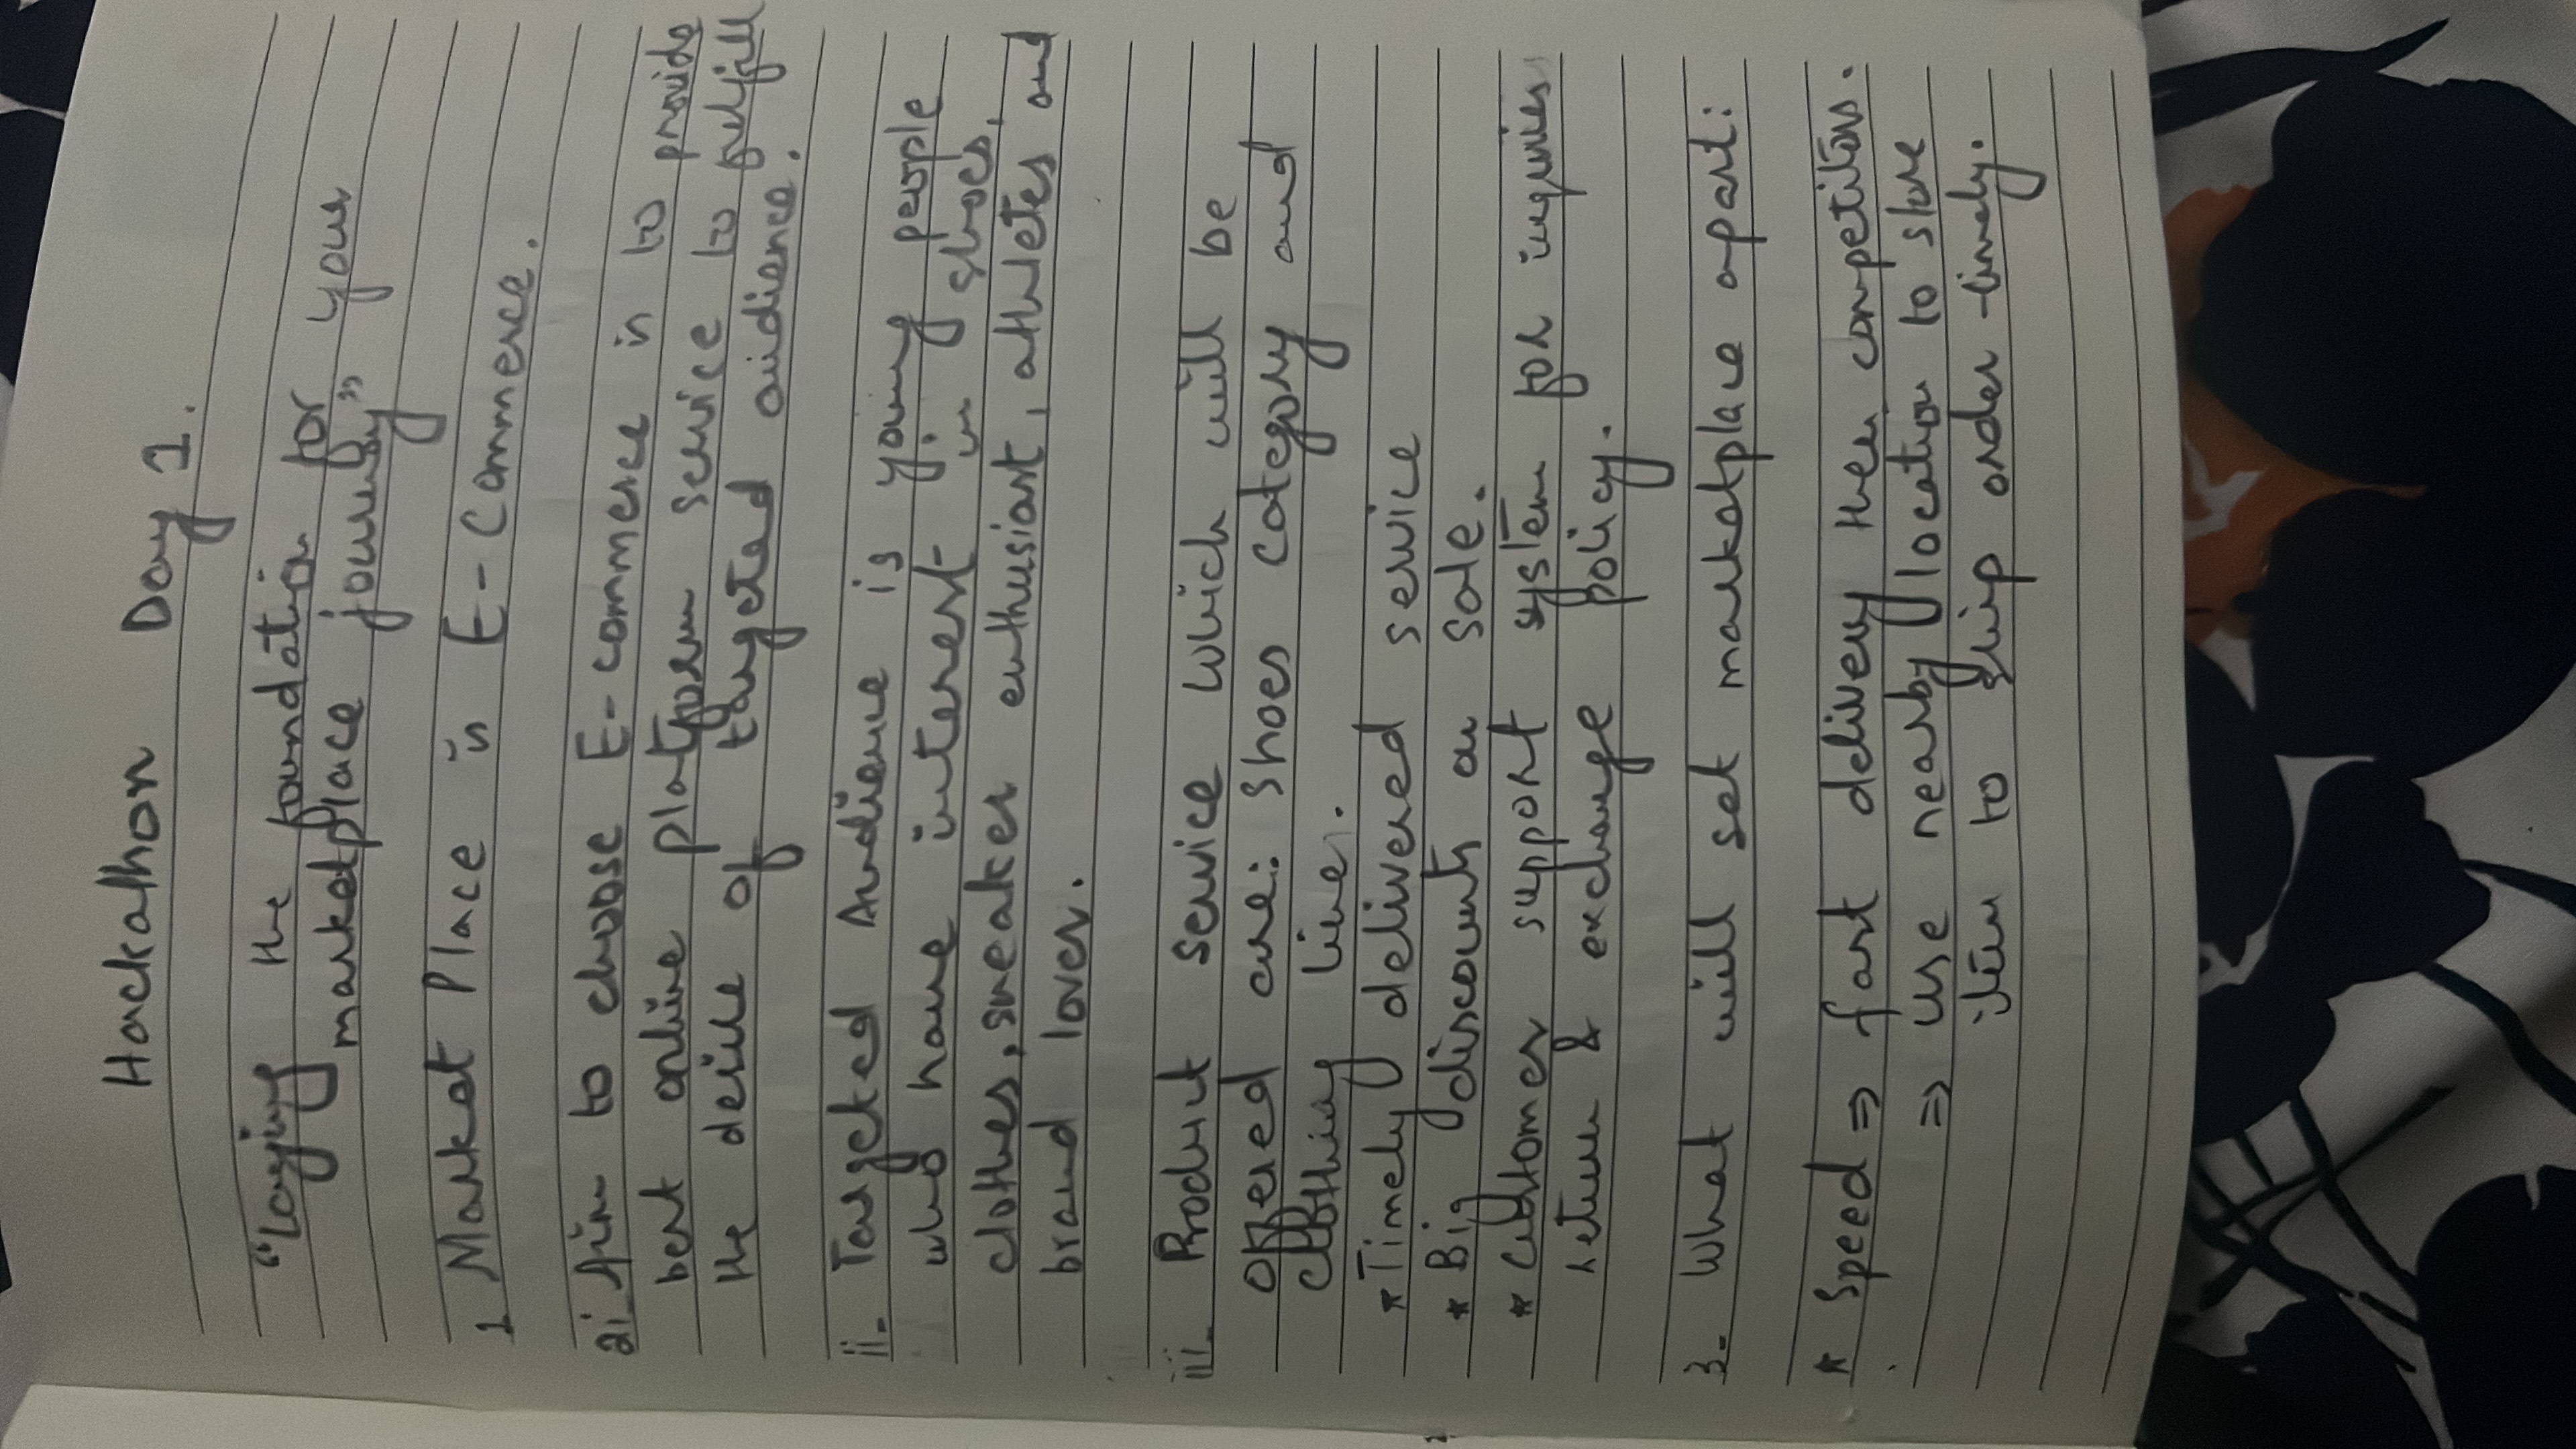 Hackathon Day 1.
"Laying the foundation for your
marketplace journey"
1 Market Place is E-Commerce.
2i Aim to choose E-commerce is to provide
best online platform service to fulfill
the desire of targeted audience.
ii. Targeted Audience is young people
who have interest in shoes,
clothes, sneaker enthusiast, athletes and
brand lover.
iii. Product service which will be
offered are: shoes category and
clothing line.
* Timely delivered service
* Big discounts on sale.
* Customer support system for inquries
return & exchange policy.
3. What will set marketplace apart:
* Speed ⇒ fast delivery then competitors.
⇒ use nearby location to store
item to ship order timely.